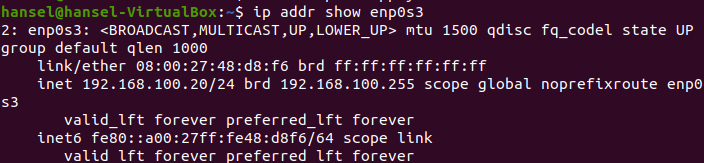 hansel@hansel-VirtualBox:~$ ip addr show enp0s3
2: enp0s3: <BROADCAST,MULTICAST,UP,LOWER_UP> mtu 1500 qdisc fq_codel state UP
group default qlen 1000
    link/ether 08:00:27:48:d8:f6 brd ff:ff:ff:ff:ff:ff
    inet 192.168.100.20/24 brd 192.168.100.255 scope global noprefixroute enp0
s3
       valid_lft forever preferred_lft forever
    inet6 fe80::a00:27ff:fe48:d8f6/64 scope link
       valid_lft forever preferred_lft forever